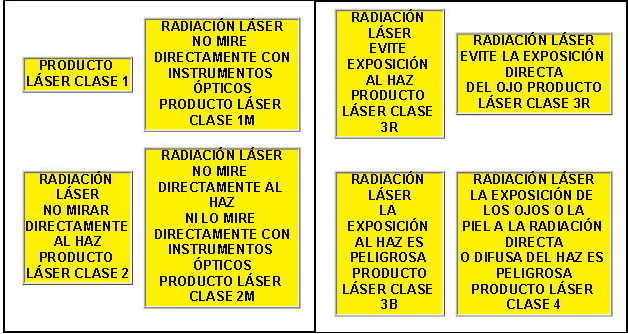 PRODUCTO
LÁSER CLASE 1
RADIACIÓN LÁSER
NO MIRE
DIRECTAMENTE CON
INSTRUMENTOS
ÓPTICOS
PRODUCTO LÁSER
CLASE 1M
RADIACIÓN
LÁSER
NO MIRAR
DIRECTAMENTE
AL HAZ
PRODUCTO
LÁSER CLASE 2
RADIACIÓN LÁSER
NO MIRE
DIRECTAMENTE AL
HAZ
NI LO MIRE
DIRECTAMENTE CON
INSTRUMENTOS
ÓPTICOS
PRODUCTO LÁSER
CLASE 2M
RADIACIÓN
LÁSER
EVITE
EXPOSICIÓN
AL HAZ
PRODUCTO
LÁSER CLASE
3R
RADIACIÓN LÁSER
EVITE LA EXPOSICIÓN
DIRECTA
DEL OJO PRODUCTO
LÁSER CLASE 3R
RADIACIÓN
LÁSER
LA
EXPOSICIÓN
AL HAZ ES
PELIGROSA
PRODUCTO
LÁSER CLASE
3B
RADIACIÓN LÁSER
LA EXPOSICIÓN DE
LOS OJOS O LA
PIEL A LA RADIACIÓN
DIRECTA
O DIFUSA DEL HAZ ES
PELIGROSA
PRODUCTO LÁSER
CLASE 4